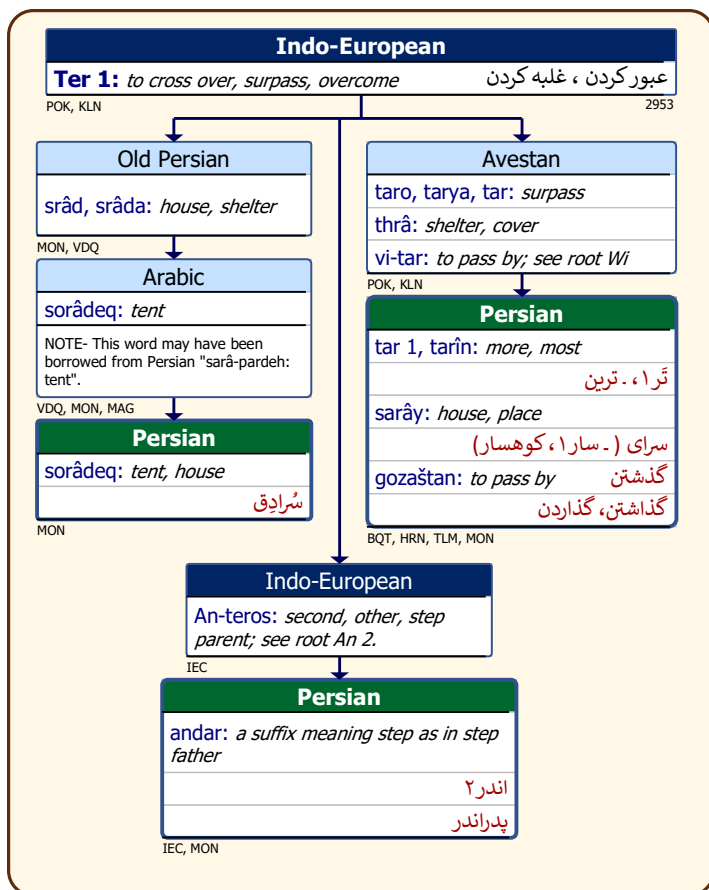 Indo-European
Ter 1: to cross over, surpass, overcome عبور کردن ، غلبه کردن
POK, KLN 2953
Old Persian
srâd, srâda: house, shelter
MON, VDQ
Arabic
sorâdeq: tent
NOTE- This word may have been
borrowed from Persian "sarâ-pardeh:
tent".
VDQ, MON, MAG
Persian
sorâdeq: tent, house
سُرادِق
MON
Avestan
taro, tarya, tar: surpass
thrâ: shelter, cover
vi-tar: to pass by; see root Wi
POK, KLN
Persian
tar 1, tarîn: more, most
تَر۱، ـ ترین
sarây: house, place
سرای ( ـ سار۱، کوهسار)
gozaštan: to pass by گذشتن
گذاشتن، گذاردن
BQT, HRN, TLM, MON
Indo-European
An-teros: second, other, step
parent; see root An 2.
IEC
Persian
andar: a suffix meaning step as in step
father
اندر۲
پدراندر
IEC, MON